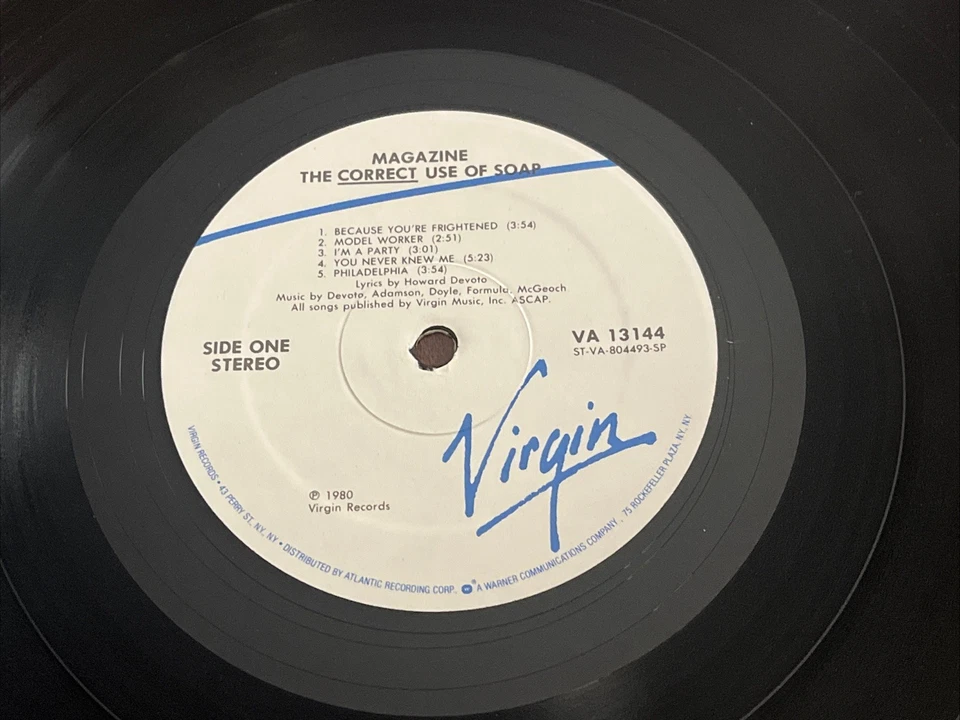 MAGAZINE
THE CORRECT USE OF SOAP
1. BECAUSE YOU'RE FRIGHTENED (3:54)
2. MODEL WORKER (2:51)
3. I'M A PARTY (3:01)
4. YOU NEVER KNEW ME (5:23)
5. PHILADELPHIA (3:54)
Lyrics by Howard Devoto
Music by Devoto, Adamson, Doyle, Formula, McGeoch
All songs published by Virgin Music, Inc. ASCAP.
SIDE ONE
STEREO
VA 13144
ST-VA-804493-SP
Virgin
℗ 1980
Virgin Records
VIRGIN RECORDS • 43 PERRY ST., NY, NY • DISTRIBUTED BY ATLANTIC RECORDING CORP. ® A WARNER COMMUNICATIONS COMPANY, 75 ROCKEFELLER PLAZA, NY, NY